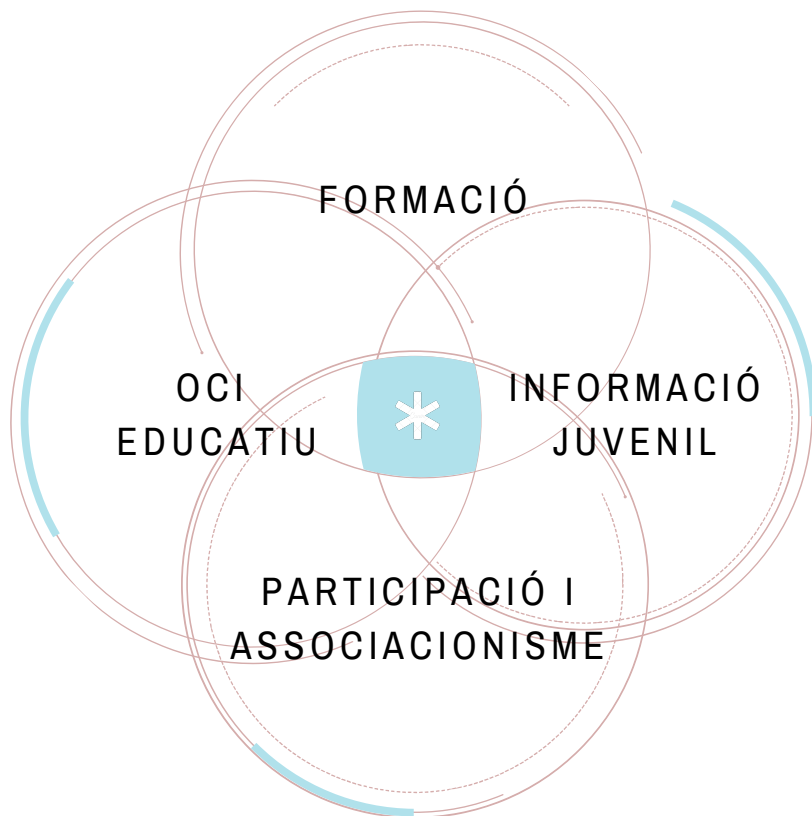 FORMACIÓ
OCI
EDUCATIU
INFORMACIÓ
JUVENIL
PARTICIPACIÓ I
ASSOCIACIONISME